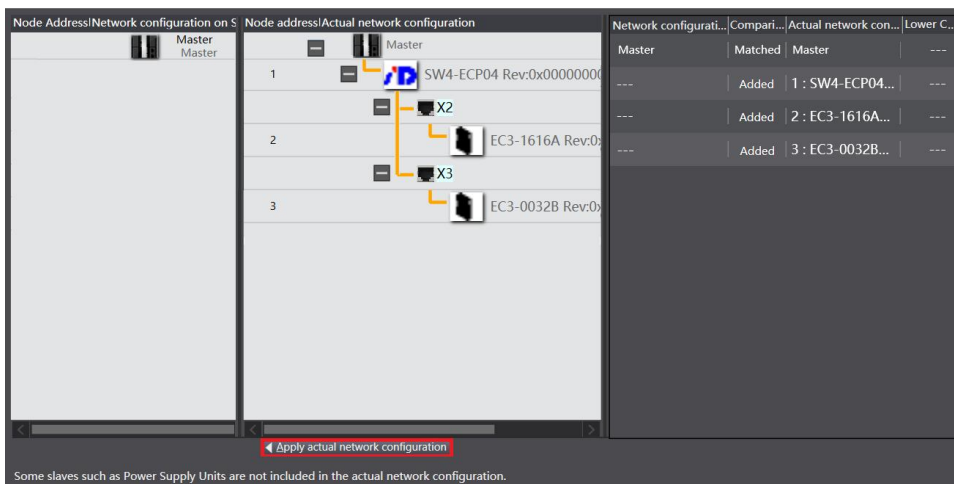 Node Address|Network configuration on S
Master
Master
Node address|Actual network configuration
Master
1 SW4-ECP04 Rev:0x00000000
X2
2 EC3-1616A Rev:0x
X3
3 EC3-0032B Rev:0x
Network configurati... Compari... Actual network con... Lower C...
Master Matched Master ---
--- Added 1 : SW4-ECP04... ---
--- Added 2 : EC3-1616A... ---
--- Added 3 : EC3-0032B... ---
Apply actual network configuration
Some slaves such as Power Supply Units are not included in the actual network configuration.